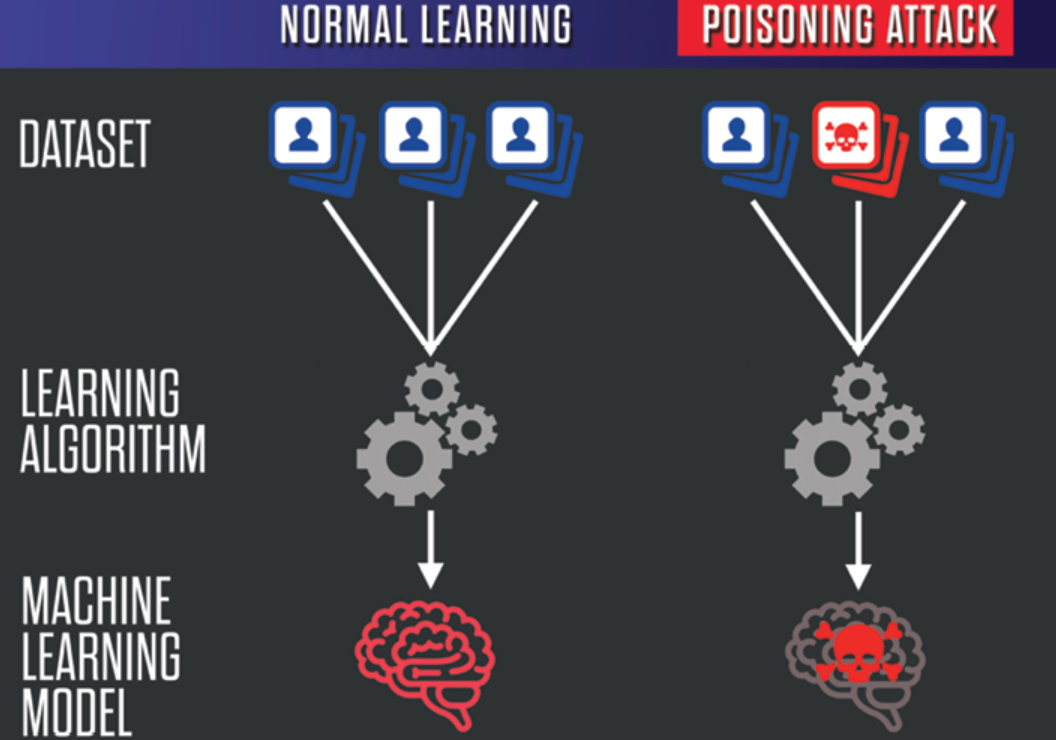 NORMAL LEARNING
POISONING ATTACK
DATASET
LEARNING
ALGORITHM
MACHINE
LEARNING
MODEL